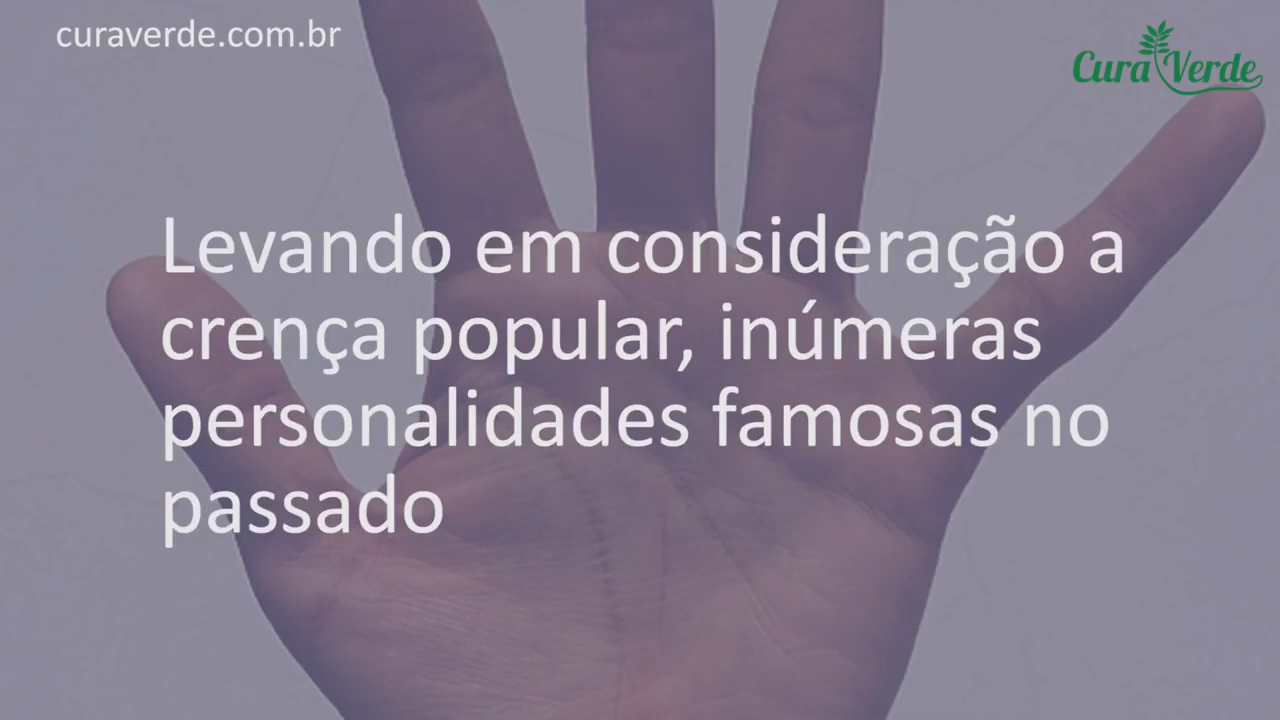 curaverde.com.br
Cura Verde
Levando em consideração a
crença popular, inúmeras
personalidades famosas no
passado